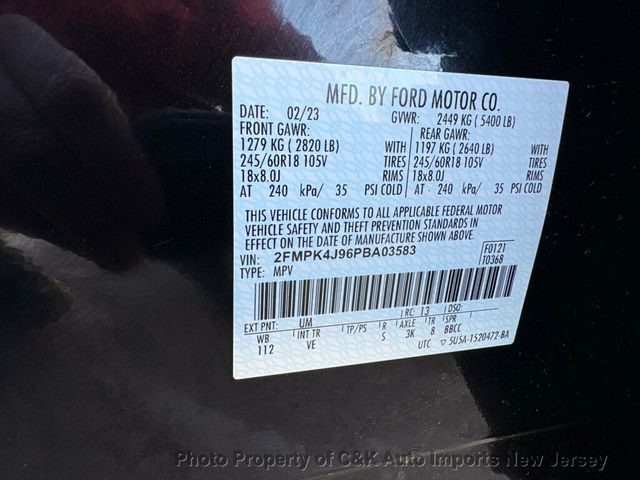 MFD. BY FORD MOTOR CO.
DATE: 02/23 GVWR: 2449 KG ( 5400 LB)
FRONT GAWR: REAR GAWR:
1279 KG ( 2820 LB) WITH 1197 KG ( 2640 LB) WITH
245/60R18 105V TIRES 245/60R18 105V TIRES
18x8.0J RIMS 18x8.0J RIMS
AT 240 kPa/ 35 PSI COLD AT 240 kPa/ 35 PSI COLD
THIS VEHICLE CONFORMS TO ALL APPLICABLE FEDERAL MOTOR
VEHICLE SAFETY AND THEFT PREVENTION STANDARDS IN
EFFECT ON THE DATE OF MANUFACTURE SHOWN ABOVE.
VIN: 2FMPK4J96PBA03583 F0121
TYPE: MPV T0368
RC: 13 DSO:
EXT PNT: UM
WB INT TR TP/PS R AXLE TR SPR
112 VE S 3K 8 BBCC
UTC ▽ 5U5A-1520472-BA
Photo Property of C&K Auto Imports New Jersey